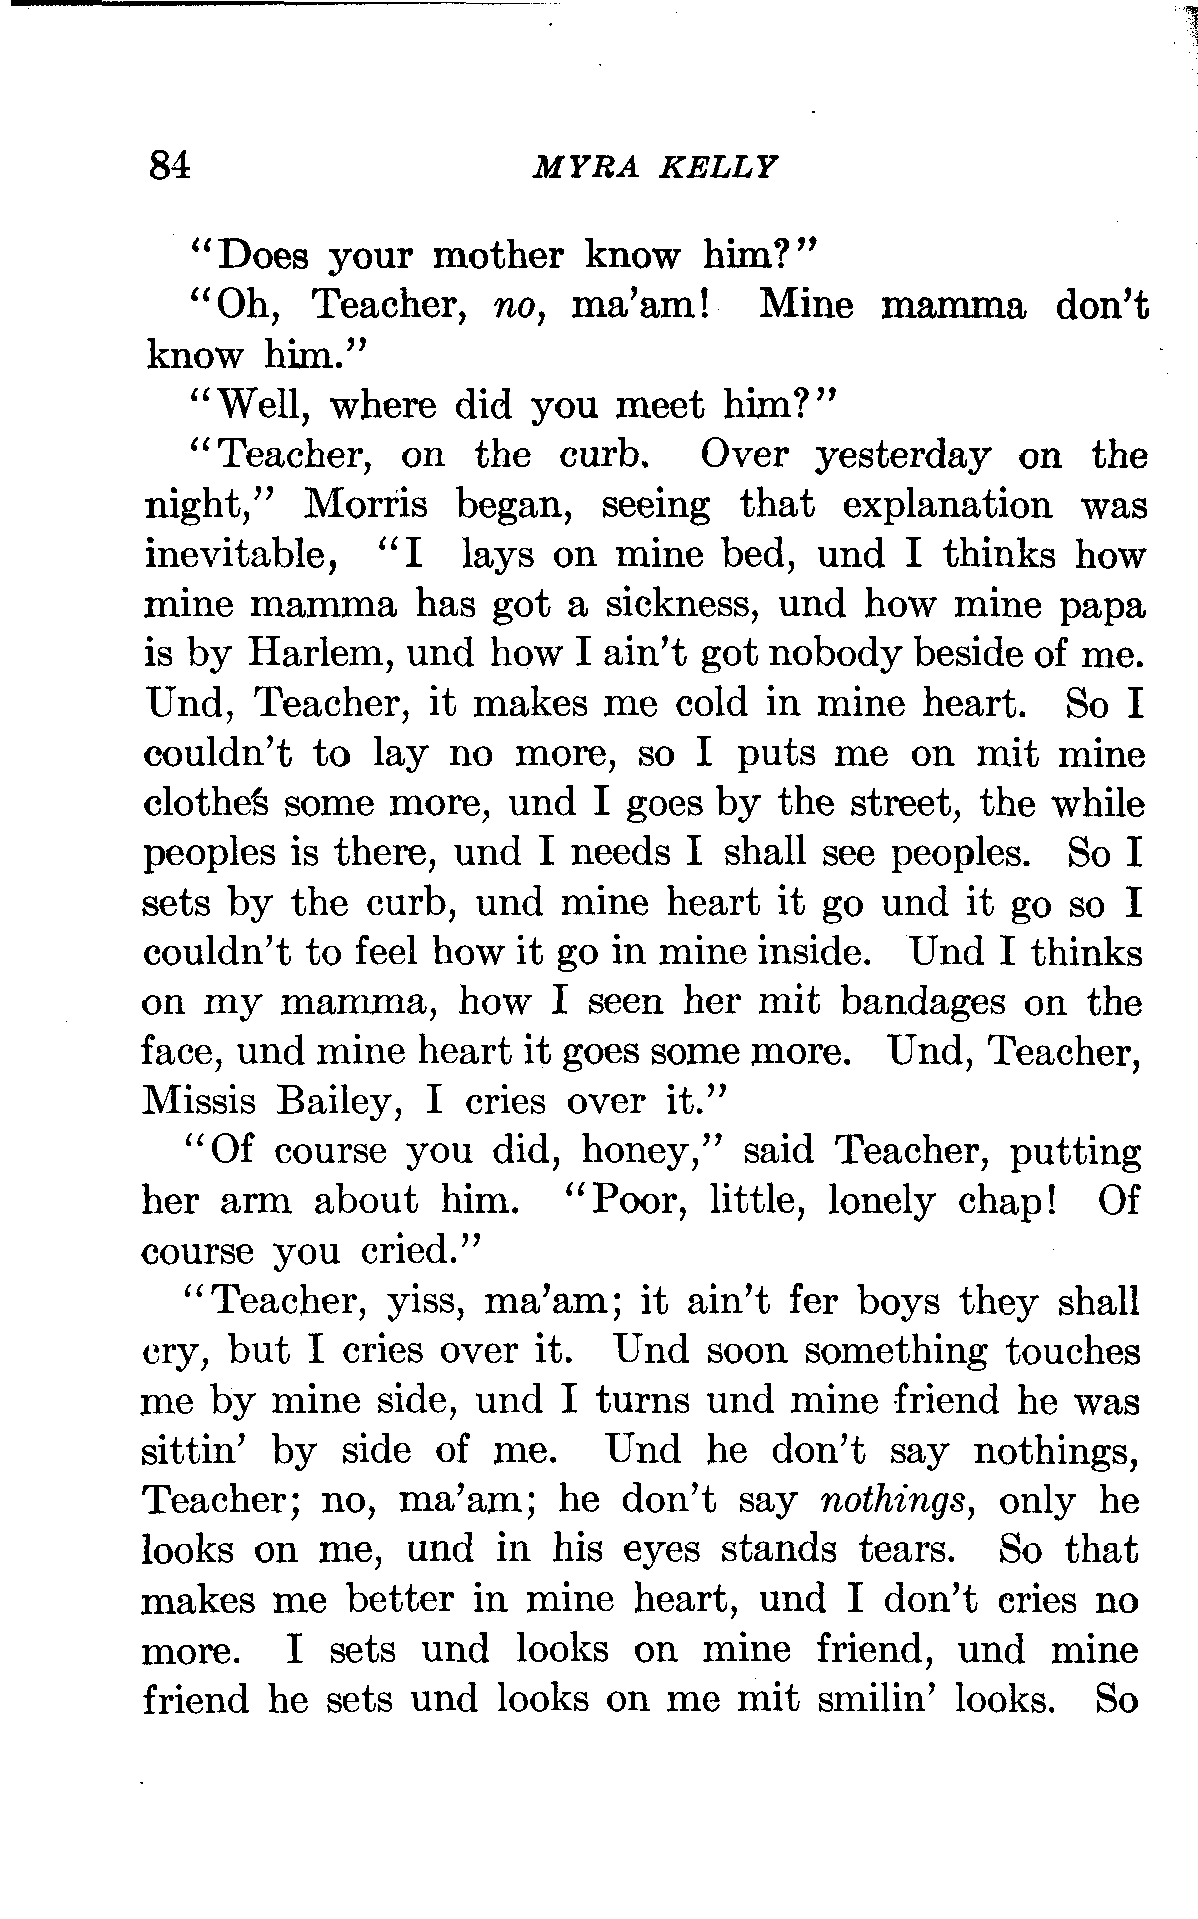 84 MYRA KELLY
“Does your mother know him?”
“Oh, Teacher, no, ma’am! Mine mamma don’t
know him.”
“Well, where did you meet him?”
“Teacher, on the curb. Over yesterday on the
night,” Morris began, seeing that explanation was
inevitable, “I lays on mine bed, und I thinks how
mine mamma has got a sickness, und how mine papa
is by Harlem, und how I ain’t got nobody beside of me.
Und, Teacher, it makes me cold in mine heart. So I
couldn’t to lay no more, so I puts me on mit mine
clothes some more, und I goes by the street, the while
peoples is there, und I needs I shall see peoples. So I
sets by the curb, und mine heart it go und it go so I
couldn’t to feel how it go in mine inside. Und I thinks
on my mamma, how I seen her mit bandages on the
face, und mine heart it goes some more. Und, Teacher,
Missis Bailey, I cries over it.”
“Of course you did, honey,” said Teacher, putting
her arm about him. “Poor, little, lonely chap! Of
course you cried.”
“Teacher, yiss, ma’am; it ain’t fer boys they shall
cry, but I cries over it. Und soon something touches
me by mine side, und I turns und mine friend he was
sittin’ by side of me. Und he don’t say nothings,
Teacher; no, ma’am; he don’t say nothings, only he
looks on me, und in his eyes stands tears. So that
makes me better in mine heart, und I don’t cries no
more. I sets und looks on mine friend, und mine
friend he sets und looks on me mit smilin’ looks. So